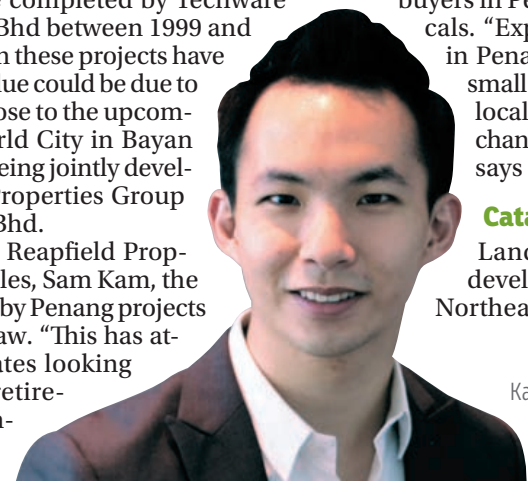 completed by Techware
Bhd between 1999 and
these projects have
lue could be due to
ose to the upcom-
rld City in Bayan
eing jointly devel-
roperties Group
Bhd.
Reapfield Prop-
les, Sam Kam, the
by Penang projects
aw. “This has at-
ates looking
retire-
buyers in Pe
cals. “Exp
in Pena
small
local
chan
says
Cata
Land
devel
Northea
Ka